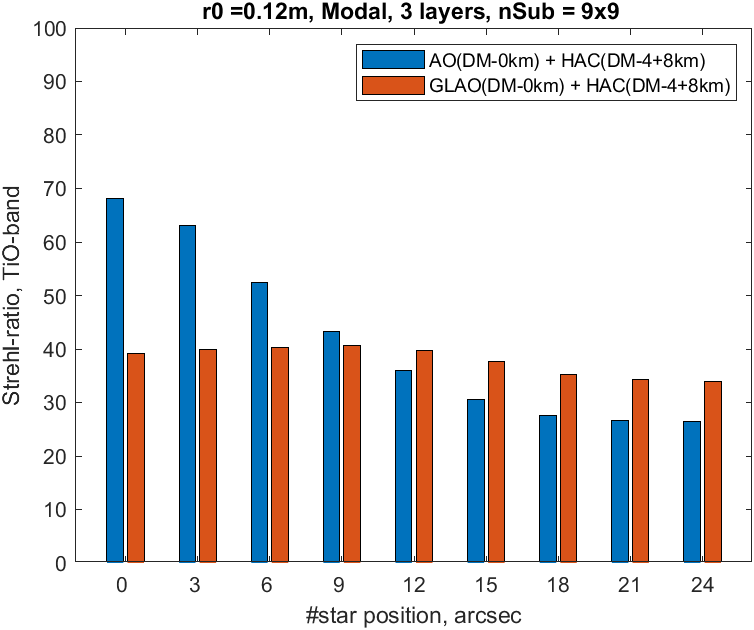 r0 =0.12m, Modal, 3 layers, nSub = 9x9
AO(DM-0km) + HAC(DM-4+8km)
GLAO(DM-0km) + HAC(DM-4+8km)
Strehl-ratio, TiO-band
100
90
80
70
60
50
40
30
20
10
0
0 3 6 9 12 15 18 21 24
#star position, arcsec